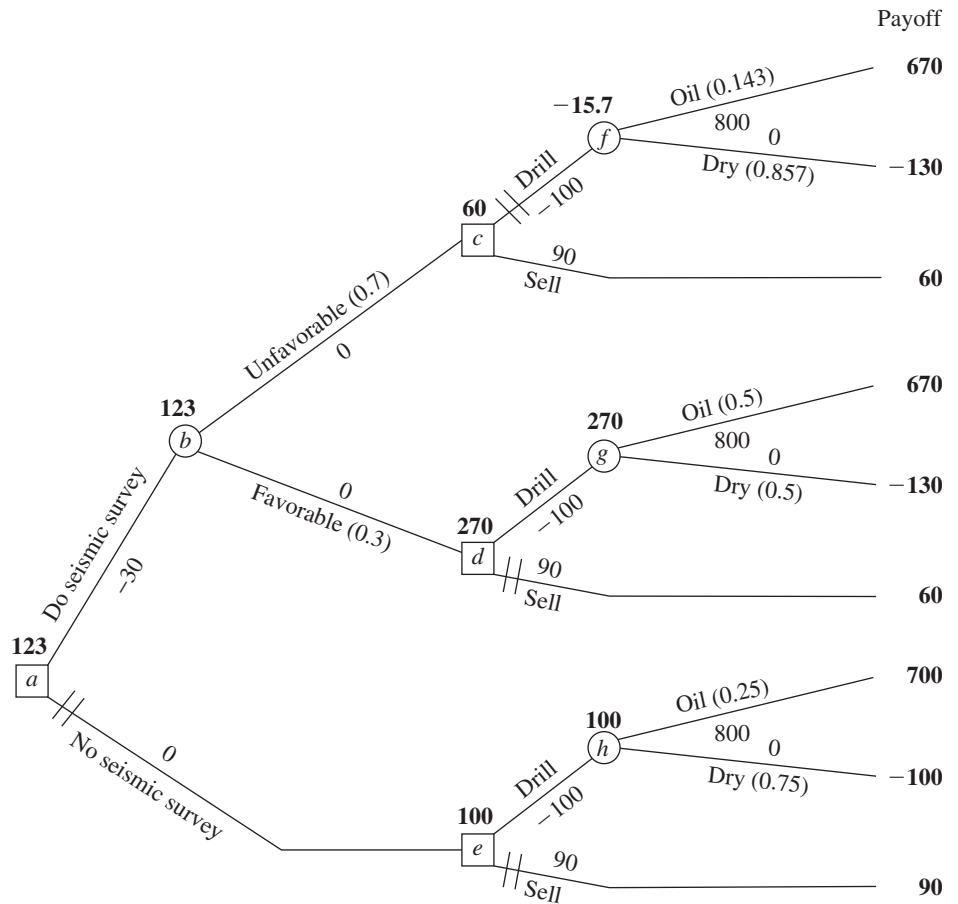 Payoff
670
Oil (0.143)
−15.7
800
0
f
Dry (0.857)
−130
Drill
−100
60
c
90
Sell
60
Unfavorable (0.7)
0
670
Oil (0.5)
123
270
b
800
0
g
Dry (0.5)
−130
Drill
−100
0
Favorable (0.3)
270
d
90
Sell
60
Do seismic survey
−30
123
a
700
Oil (0.25)
100
800
0
h
Dry (0.75)
−100
0
No seismic survey
Drill
−100
100
e
90
Sell
90